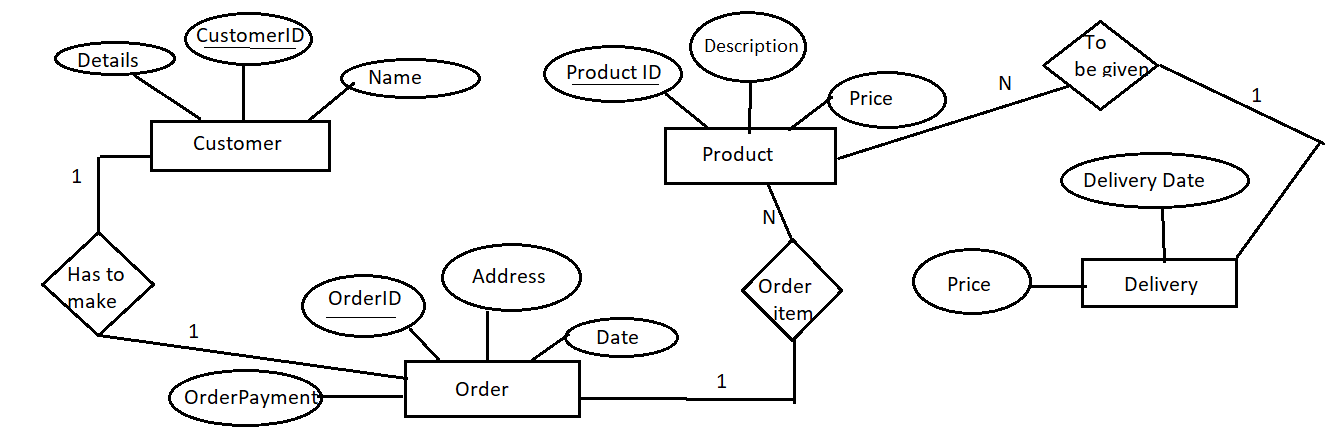 CustomerID
Details
Name
Customer
1
Has to
make
1
OrderID
Address
Date
OrderPayment
Order
1
Product ID
Description
Price
Product
N
Order
item
N
To
be given
1
Delivery Date
Price
Delivery